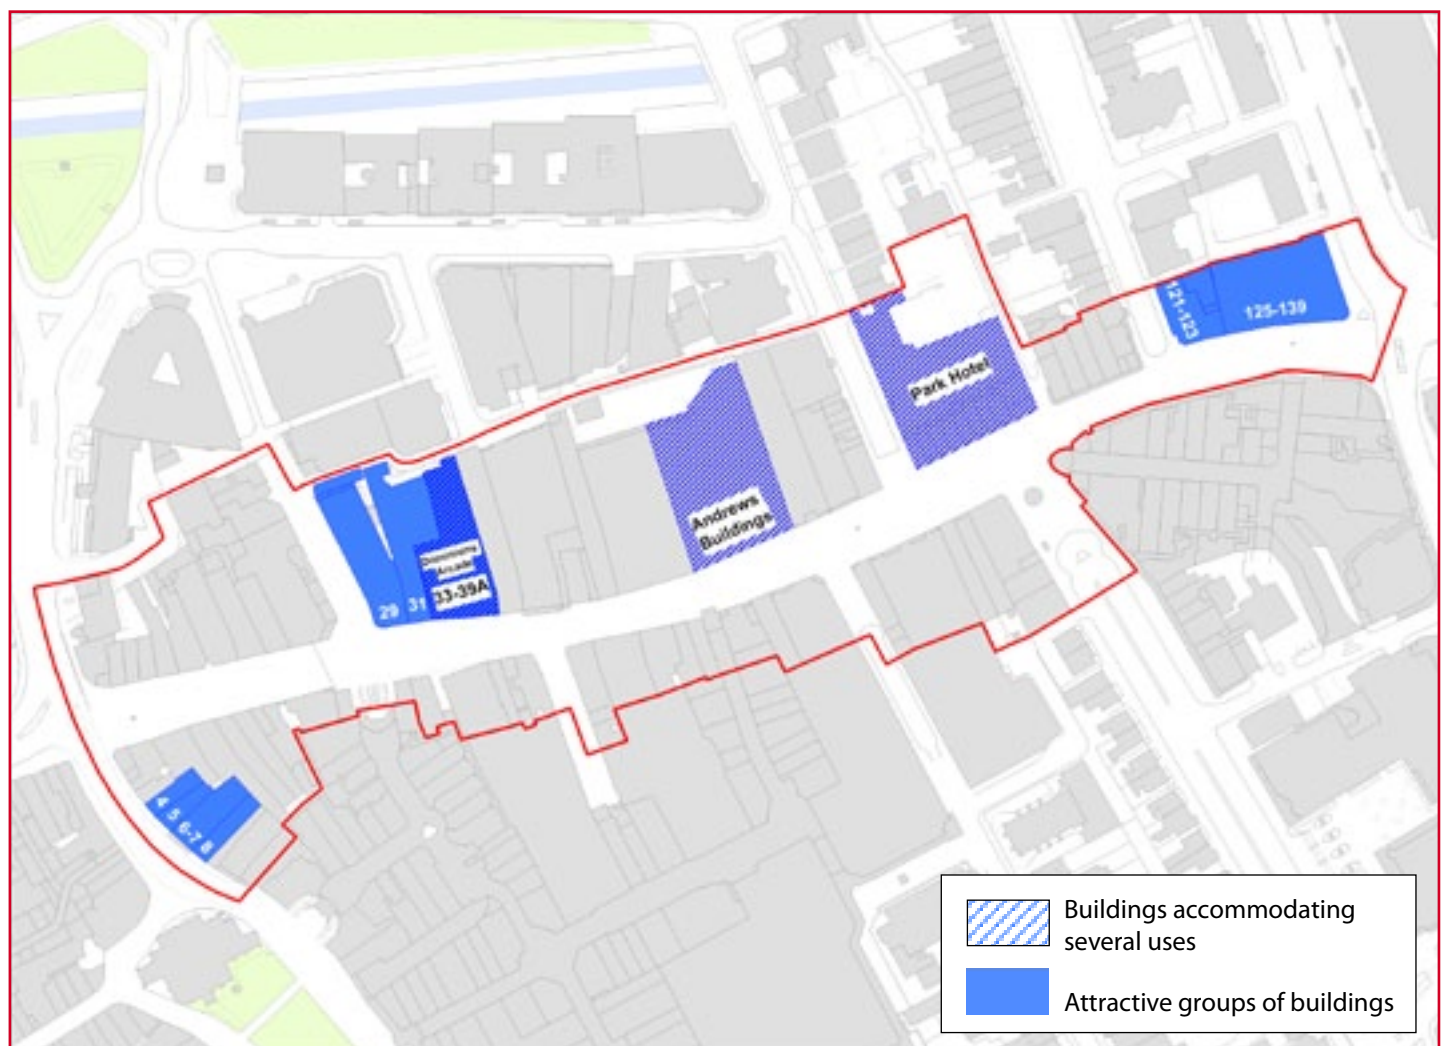 121-123
125-139
Park Hotel
Andrews
Buildings
Arcade
33-39A
29
31
4
5
6-7
8
Buildings accommodating
several uses
Attractive groups of buildings